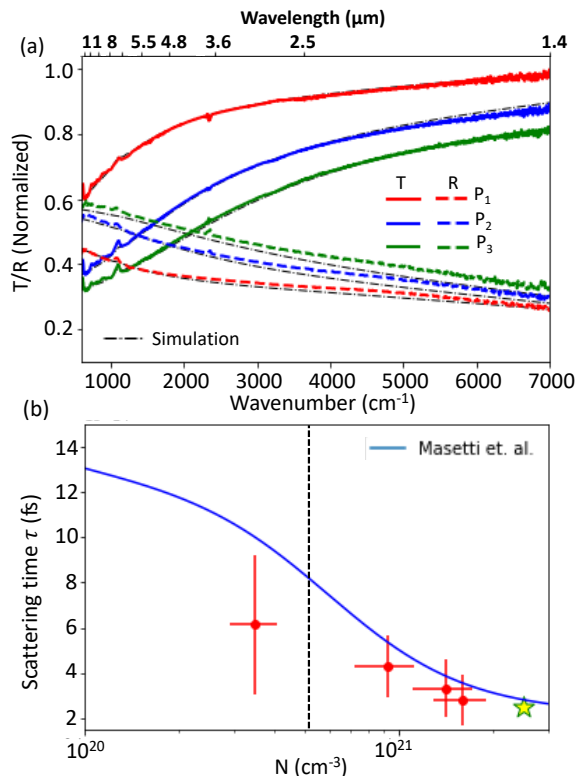 Wavelength (μm)
11 8 5.5 4.8 3.6 2.5 1.4
(a)
1.0
0.8
0.6
0.4
0.2
T/R (Normalized)
T R
P1
P2
P3
Simulation
1000 2000 3000 4000 5000 6000 7000
Wavenumber (cm-1)
(b)
14
12
10
8
6
4
2
Scattering time τ (fs)
Masetti et. al.
10^20 10^21
N (cm-3)